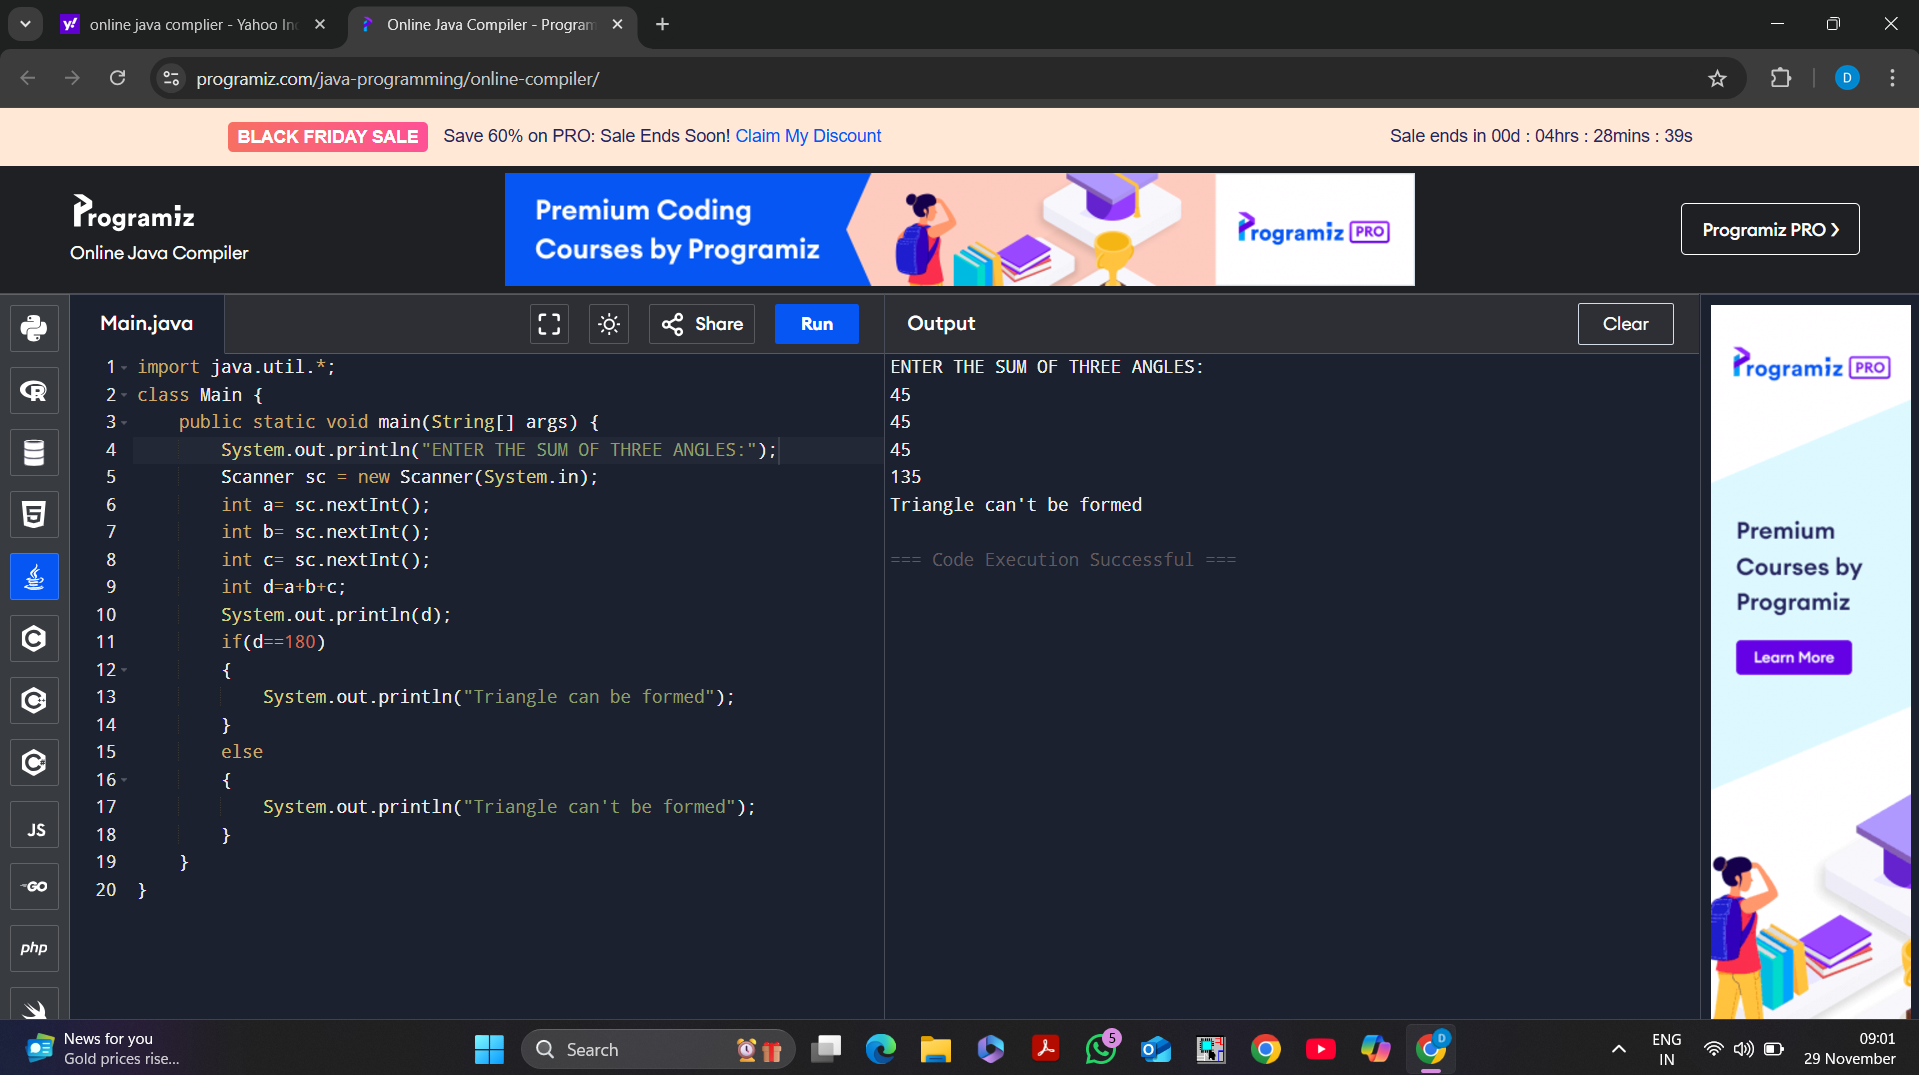 online java complier - Yahoo In
Online Java Compiler - Program
programiz.com/java-programming/online-compiler/
D
BLACK FRIDAY SALE Save 60% on PRO: Sale Ends Soon! Claim My Discount
Sale ends in 00d : 04hrs : 28mins : 39s
Programiz
Online Java Compiler
Premium Coding
Courses by Programiz
Programiz PRO
Programiz PRO
Main.java
Share
Run
Output
Clear
1 import java.util.*;
2 class Main {
3 public static void main(String[] args) {
4 System.out.println("ENTER THE SUM OF THREE ANGLES:");
5 Scanner sc = new Scanner(System.in);
6 int a= sc.nextInt();
7 int b= sc.nextInt();
8 int c= sc.nextInt();
9 int d=a+b+c;
10 System.out.println(d);
11 if(d==180)
12 {
13 System.out.println("Triangle can be formed");
14 }
15 else
16 {
17 System.out.println("Triangle can't be formed");
18 }
19 }
20 }
ENTER THE SUM OF THREE ANGLES:
45
45
45
135
Triangle can't be formed
=== Code Execution Successful ===
R
5
C
C
C
JS
GO
php
Programiz PRO
Premium
Courses by
Programiz
Learn More
News for you
Gold prices rise...
Search
5
D
ENG
IN
09:01
29 November